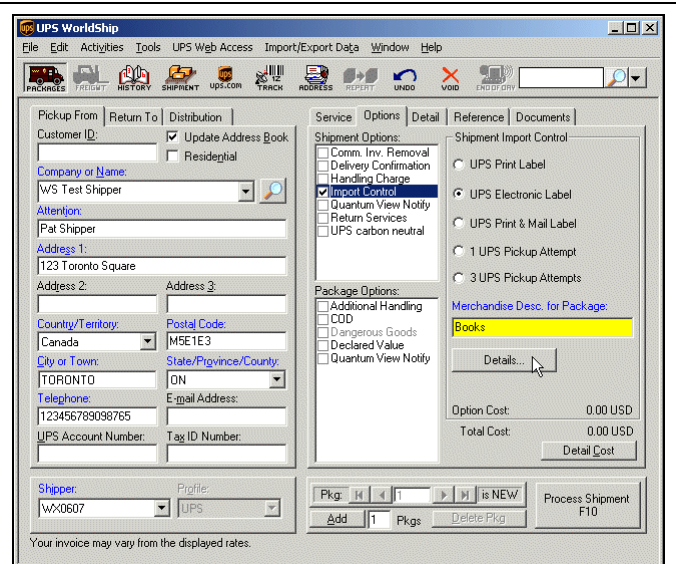 UPS WorldShip
File Edit Activities Tools UPS Web Access Import/Export Data Window Help
PACKAGES FREIGHT HISTORY SHIPMENT ups.com TRACK ADDRESS REPEAT UNDO VOID END OF DAY
Pickup From Return To Distribution
Customer ID:
Update Address Book
Residential
Company or Name:
WS Test Shipper
Attention:
Pat Shipper
Address 1:
123 Toronto Square
Address 2: Address 3:
Country/Territory: Postal Code:
Canada M5E1E3
City or Town: State/Province/County:
TORONTO ON
Telephone: E-mail Address:
123456789098765
UPS Account Number: Tax ID Number:
Shipper: Profile:
WX0607 UPS
Your invoice may vary from the displayed rates.
Service Options Detail Reference Documents
Shipment Options:
Comm. Inv. Removal
Delivery Confirmation
Handling Charge
Import Control
Quantum View Notify
Return Services
UPS carbon neutral
Package Options:
Additional Handling
COD
Dangerous Goods
Declared Value
Quantum View Notify
Shipment Import Control
UPS Print Label
UPS Electronic Label
UPS Print & Mail Label
1 UPS Pickup Attempt
3 UPS Pickup Attempts
Merchandise Desc. for Package:
Books
Details...
Option Cost: 0.00 USD
Total Cost: 0.00 USD
Detail Cost
Pkg: 1 is NEW
Add 1 Pkgs Delete Pkg
Process Shipment
F10